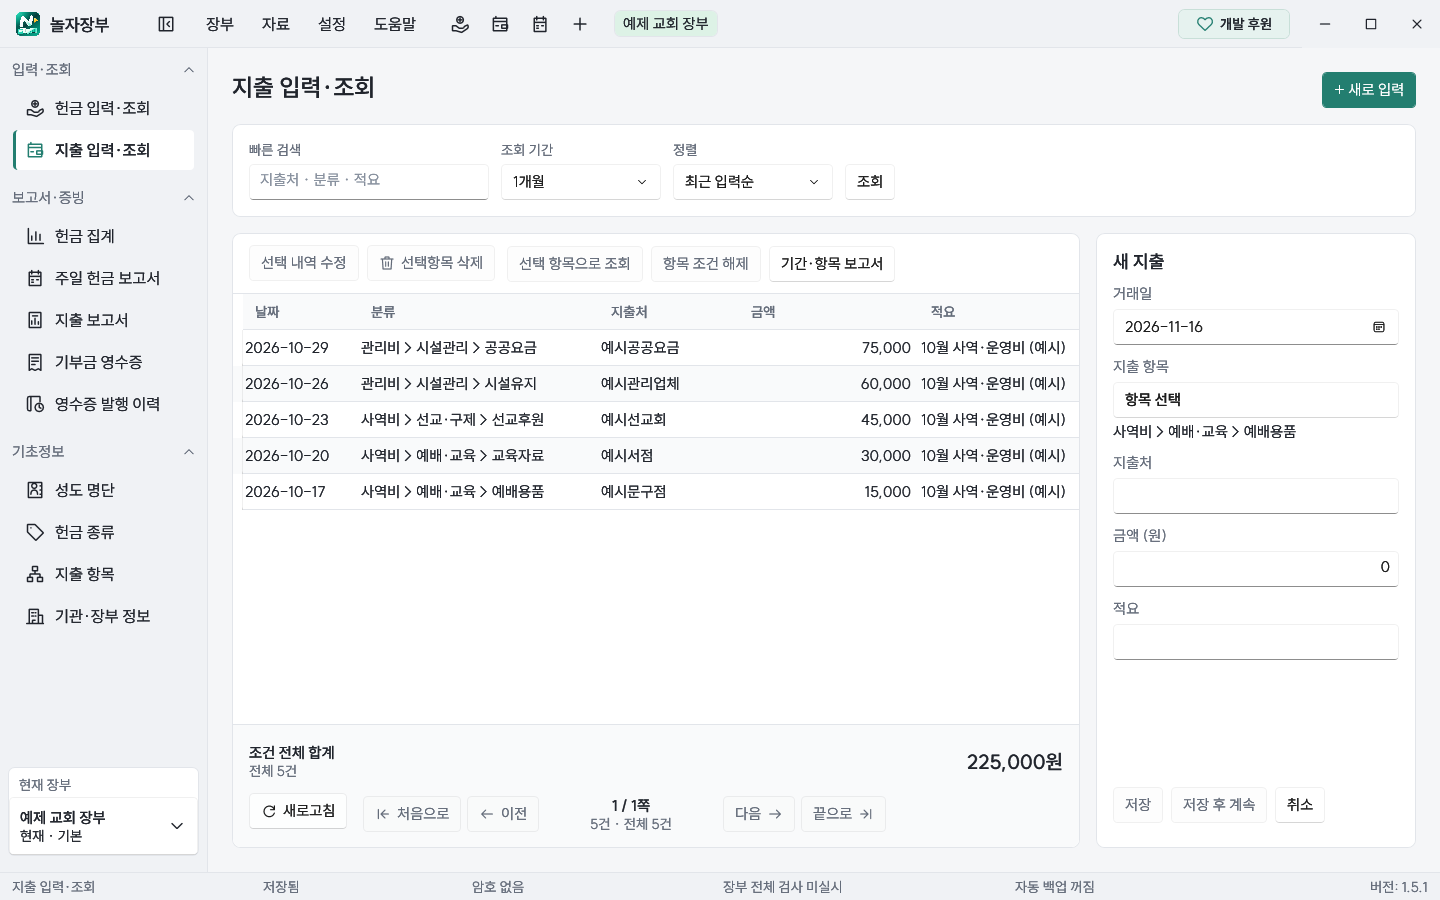 놀자장부
장부 자료 설정 도움말
예제 교회 장부
개발 후원
입력·조회
헌금 입력·조회
지출 입력·조회
보고서·증빙
헌금 집계
주일 헌금 보고서
지출 보고서
기부금 영수증
영수증 발행 이력
기초정보
성도 명단
헌금 종류
지출 항목
기관·장부 정보
현재 장부
예제 교회 장부
현재 · 기본
지출 입력·조회
+ 새로 입력
빠른 검색 조회 기간 정렬
지출처 · 분류 · 적요 1개월 최근 입력순 조회
선택 내역 수정 선택항목 삭제 선택 항목으로 조회 항목 조건 해제 기간·항목 보고서
날짜 분류 지출처 금액 적요
2026-10-29 관리비 > 시설관리 > 공공요금 예시공공요금 75,000 10월 사역·운영비 (예시)
2026-10-26 관리비 > 시설관리 > 시설유지 예시관리업체 60,000 10월 사역·운영비 (예시)
2026-10-23 사역비 > 선교·구제 > 선교후원 예시선교회 45,000 10월 사역·운영비 (예시)
2026-10-20 사역비 > 예배·교육 > 교육자료 예시서점 30,000 10월 사역·운영비 (예시)
2026-10-17 사역비 > 예배·교육 > 예배용품 예시문구점 15,000 10월 사역·운영비 (예시)
조건 전체 합계
전체 5건
225,000원
새로고침 처음으로 이전 1 / 1쪽 다음 끝으로
5건 · 전체 5건
새 지출
거래일
2026-11-16
지출 항목
항목 선택
사역비 > 예배·교육 > 예배용품
지출처
금액 (원)
0
적요
저장 저장 후 계속 취소
지출 입력·조회 저장됨 암호 없음 장부 전체 검사 미실시 자동 백업 꺼짐 버전: 1.5.1